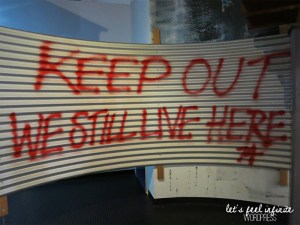 KEEP OUT
WE STILL LIVE HERE
let's feel infinite
WORDPRESS